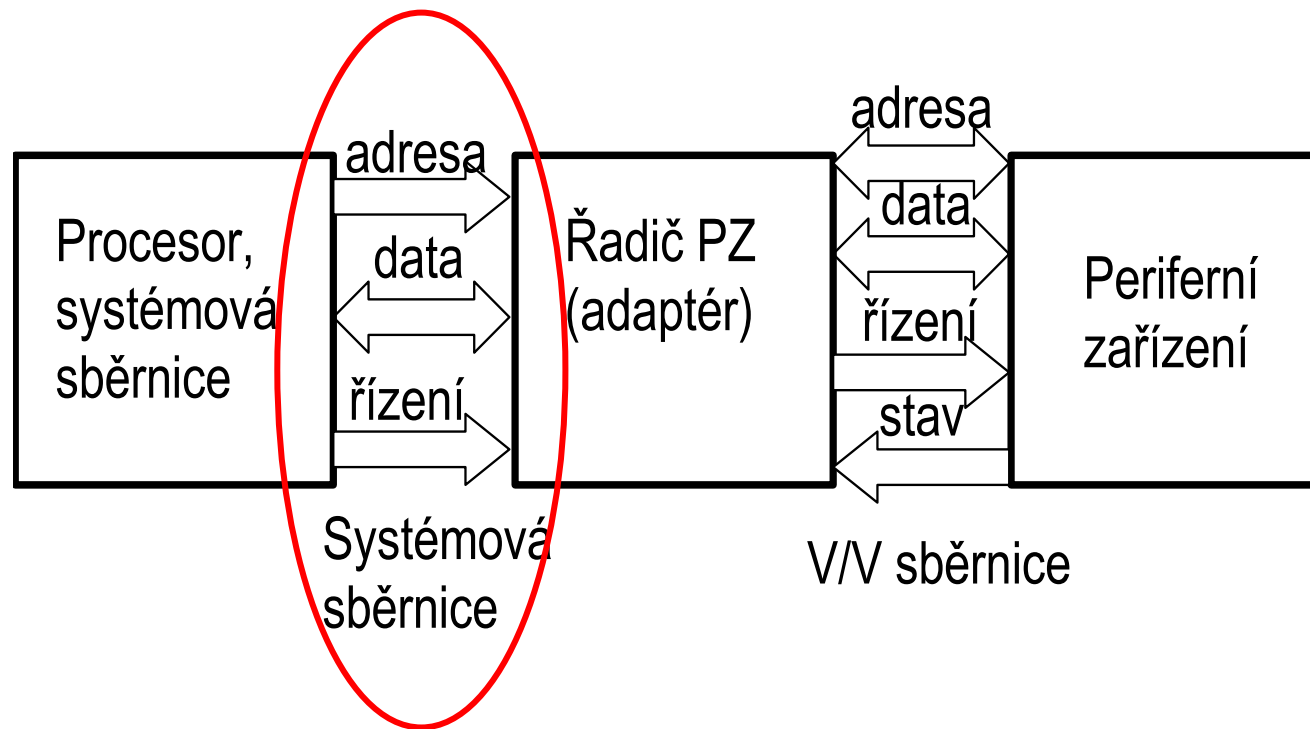 Procesor,
systémová
sběrnice
adresa
data
řízení
Systémová
sběrnice
Řadič PZ
(adaptér)
adresa
data
řízení
stav
V/V sběrnice
Periferní
zařízení